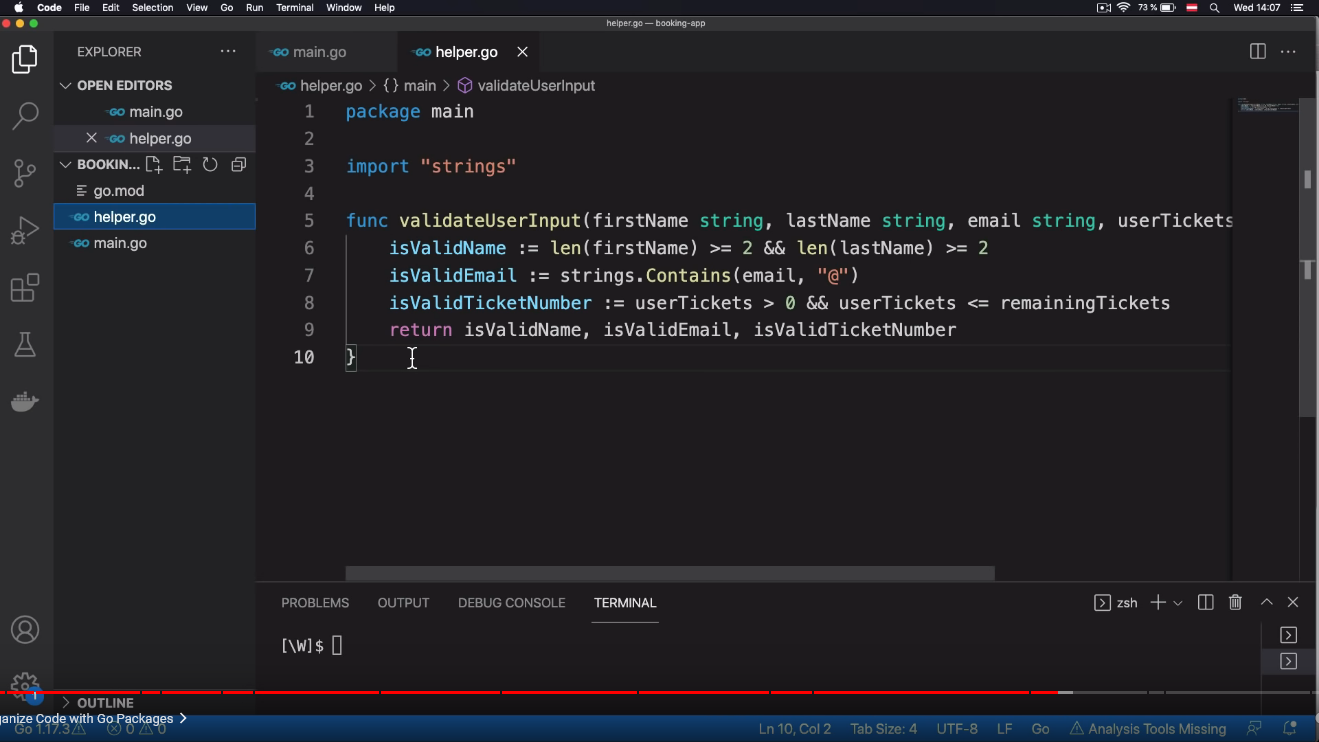 Code File Edit Selection View Go Run Terminal Window Help 73 % Wed 14:07
helper.go — booking-app
EXPLORER
OPEN EDITORS
main.go
helper.go
BOOKIN...
go.mod
helper.go
main.go
OUTLINE
main.go helper.go
helper.go > {} main > validateUserInput
1 package main
2
3 import "strings"
4
5 func validateUserInput(firstName string, lastName string, email string, userTickets
6 isValidName := len(firstName) >= 2 && len(lastName) >= 2
7 isValidEmail := strings.Contains(email, "@")
8 isValidTicketNumber := userTickets > 0 && userTickets <= remainingTickets
9 return isValidName, isValidEmail, isValidTicketNumber
10 }
PROBLEMS OUTPUT DEBUG CONSOLE TERMINAL zsh
[\W]$
1
ganize Code with Go Packages >
Go 1.17.3 0 0 Ln 10, Col 2 Tab Size: 4 UTF-8 LF Go Analysis Tools Missing